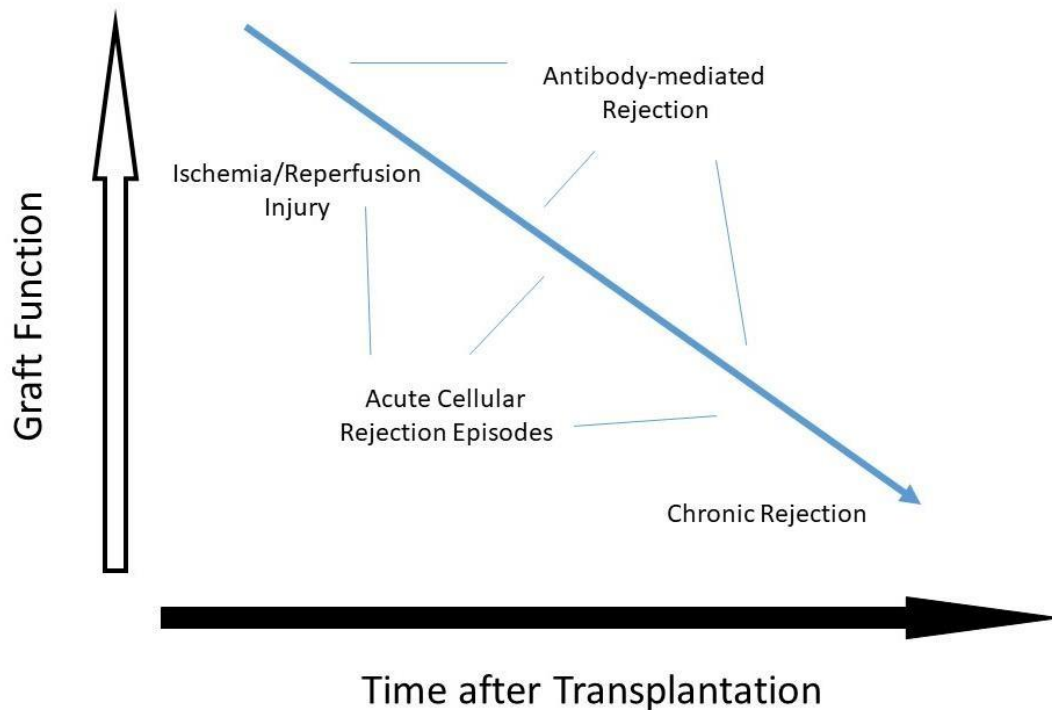 Antibody-mediated
Rejection
Ischemia/Reperfusion
Injury
Graft Function
Acute Cellular
Rejection Episodes
Chronic Rejection
Time after Transplantation